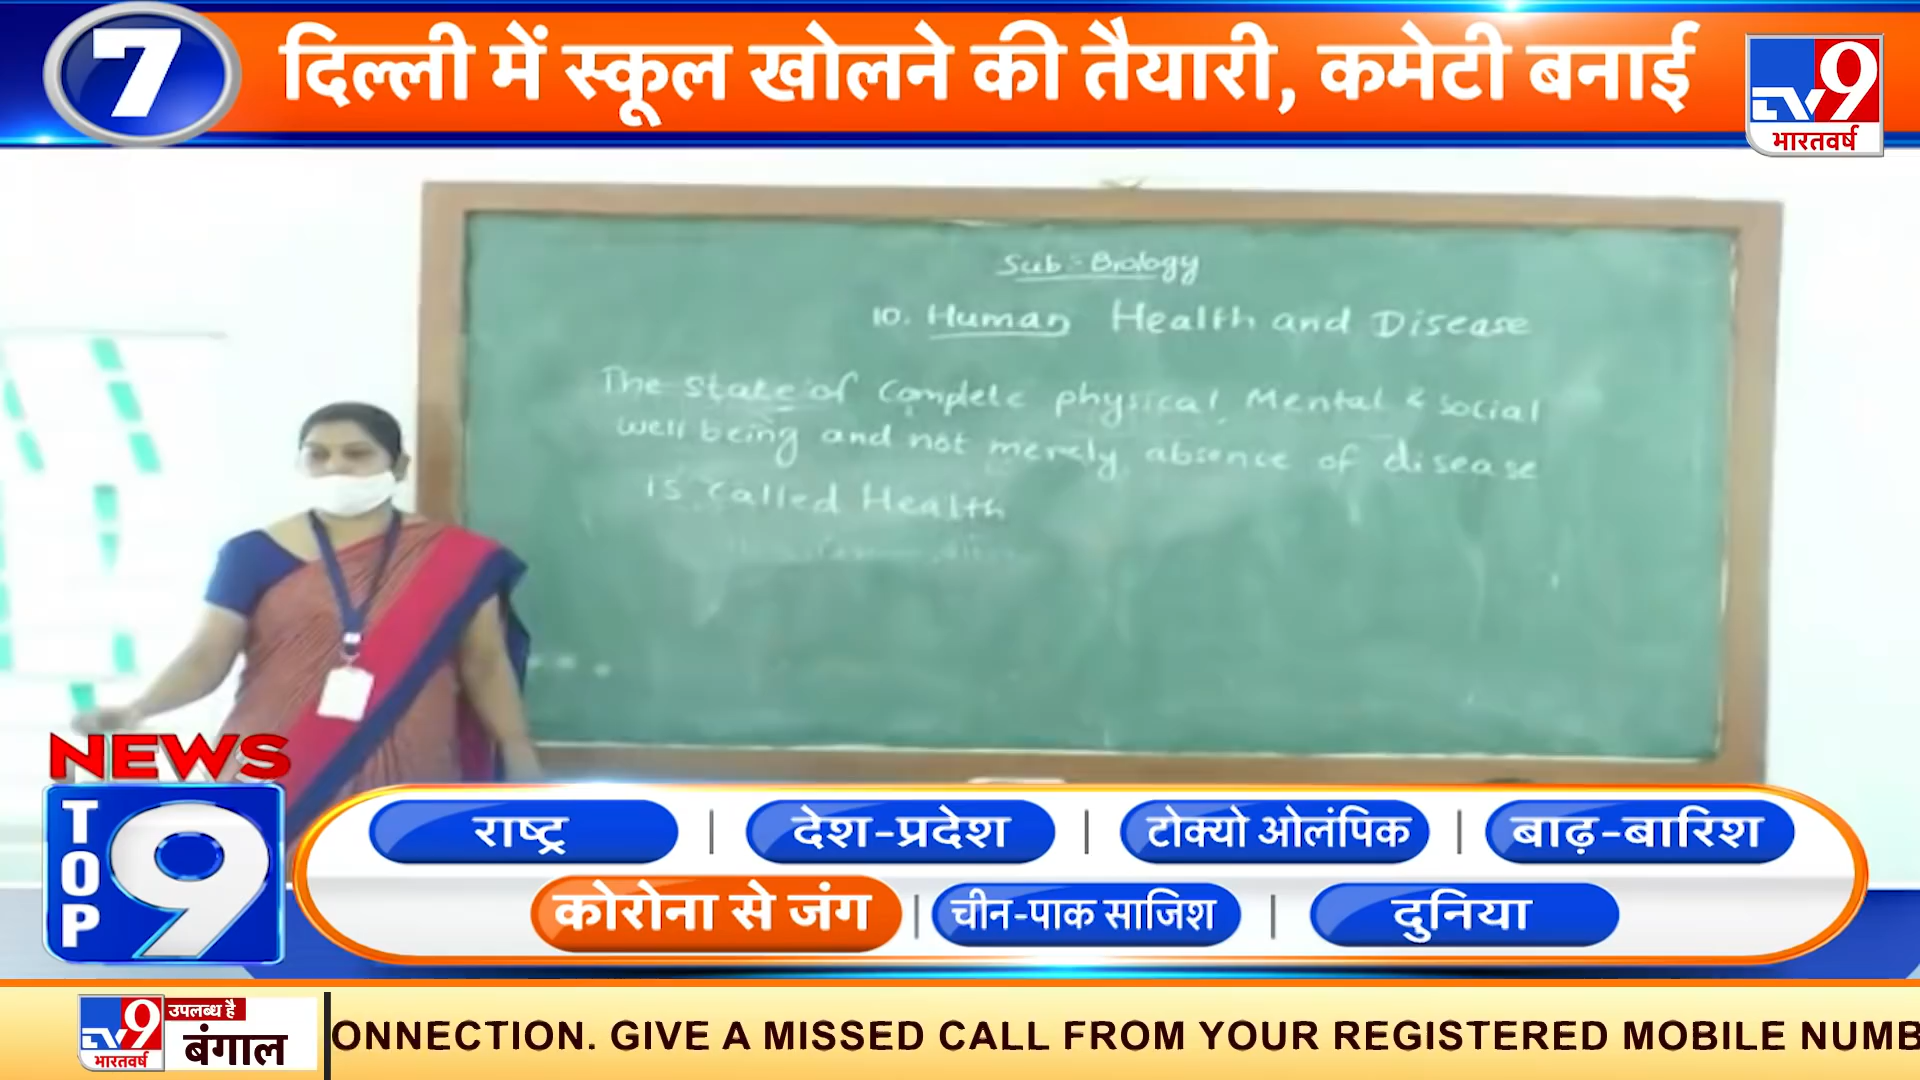 7
दिल्ली में स्कूल खोलने की तैयारी, कमेटी बनाई
TV9
भारतवर्ष
Sub - Biology
10. Human Health and Disease
The state of complete physical, Mental & social
well being and not merely absence of disease
is called Health
NEWS
TOP
9
राष्ट्र | देश-प्रदेश | टोक्यो ओलंपिक | बाढ़-बारिश
कोरोना से जंग | चीन-पाक साजिश | दुनिया
TV9
भारतवर्ष
उपलब्ध है
बंगाल
ONNECTION. GIVE A MISSED CALL FROM YOUR REGISTERED MOBILE NUMB